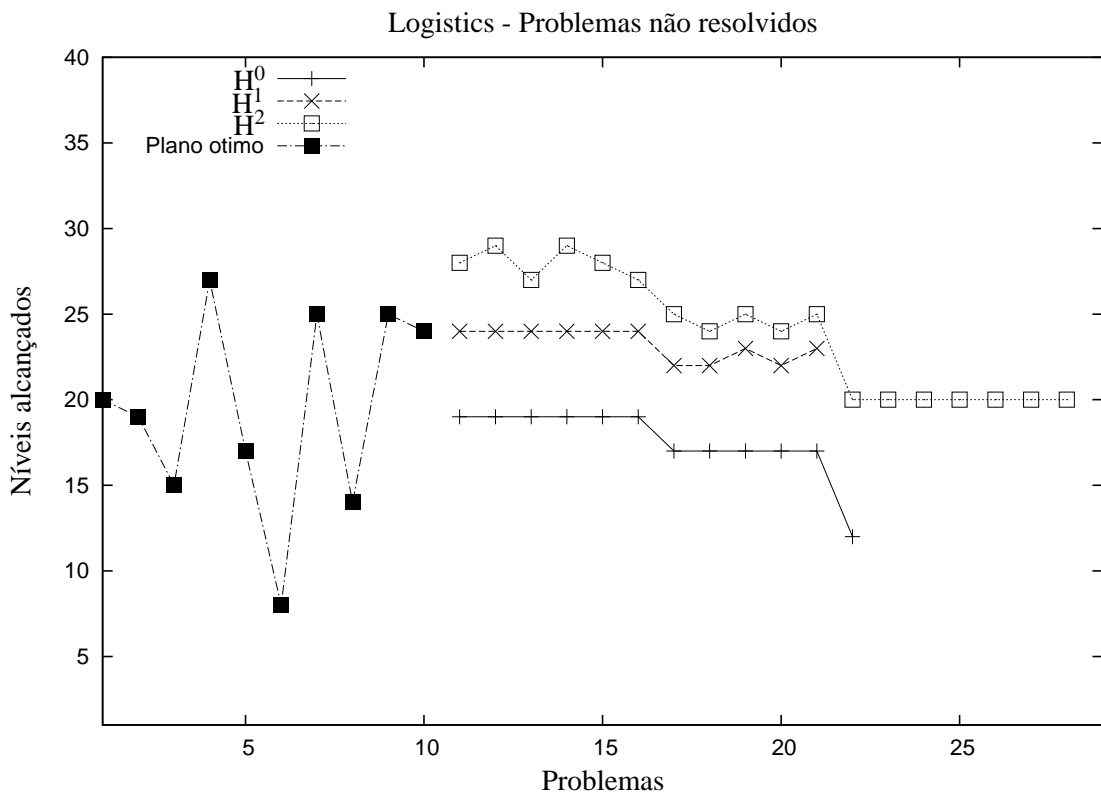 Logistics - Problemas não resolvidos
H0
H1
H2
Plano otimo
40
35
30
25
20
15
10
5
Níveis alcançados
5 10 15 20 25
Problemas